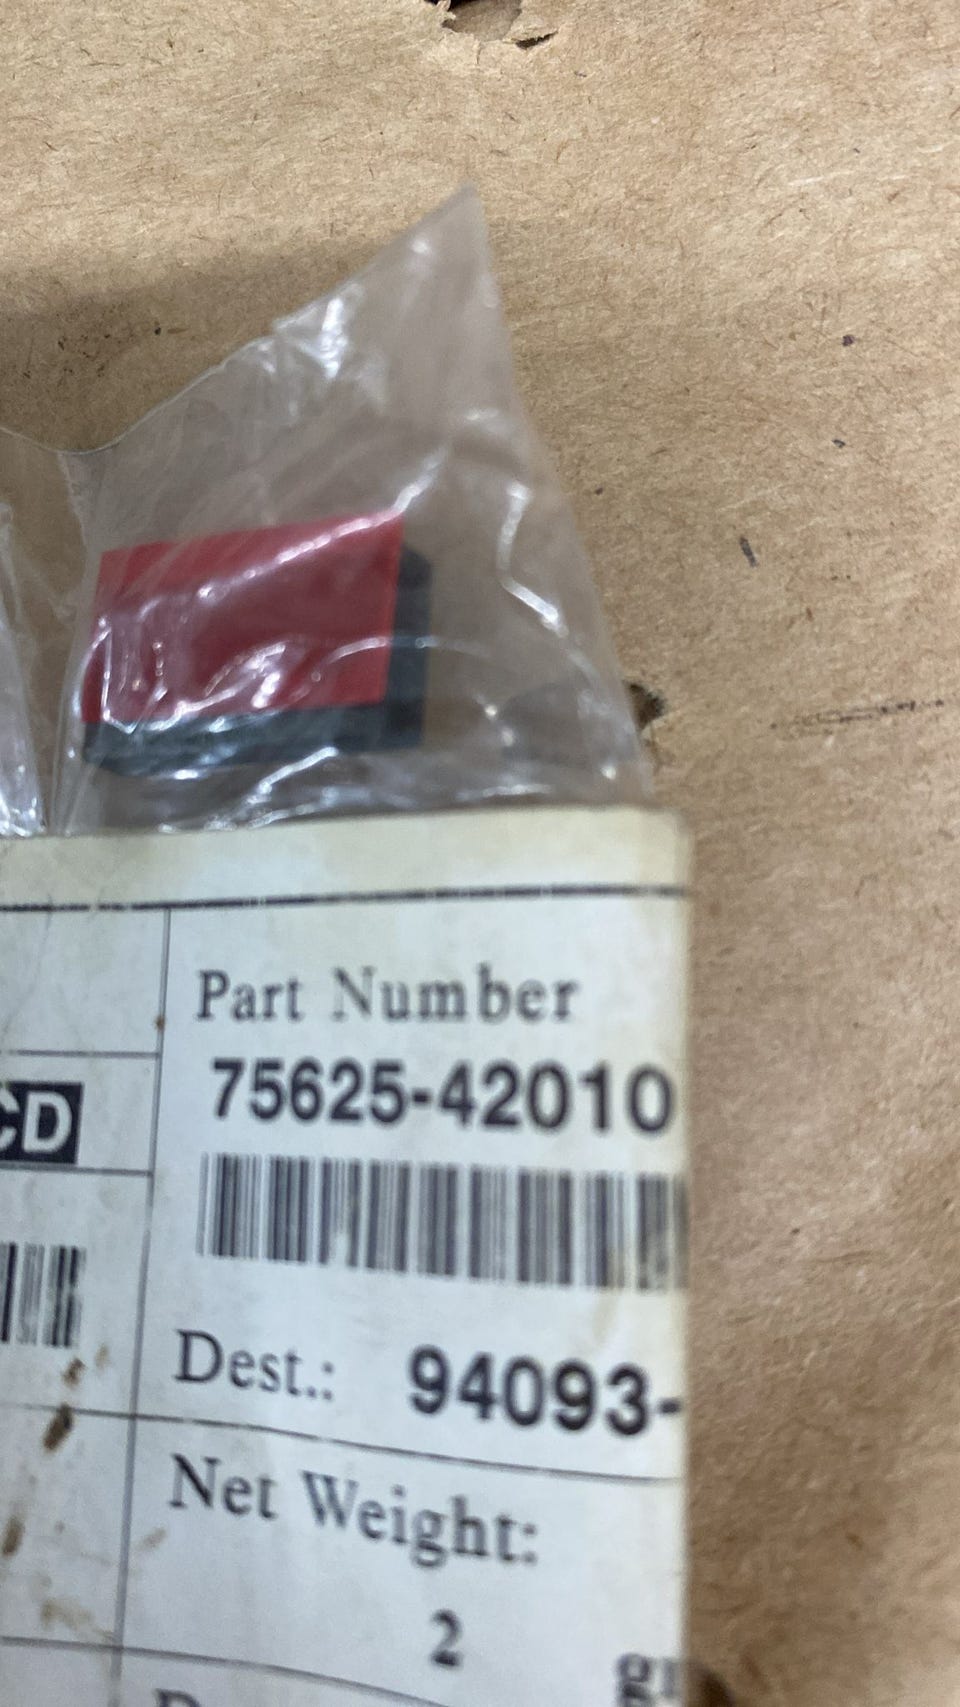 Part Number
75625-42010
CD
Dest.: 94093-
Net Weight:
2